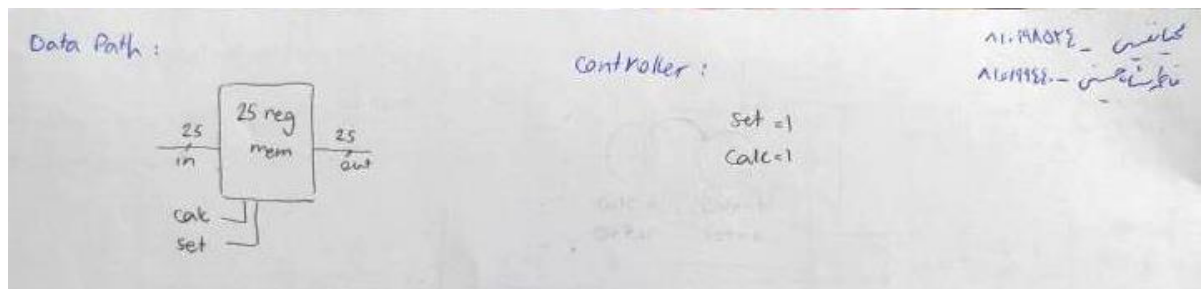 Data Path :
25 reg
mem
25
in
25
out
calc
set
Controller :
set =1
Calc=1